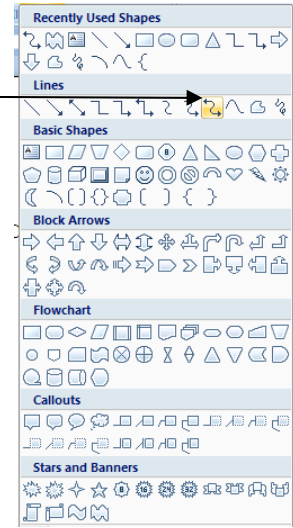 Recently Used Shapes
Lines
Basic Shapes
Block Arrows
Flowchart
Callouts
Stars and Banners